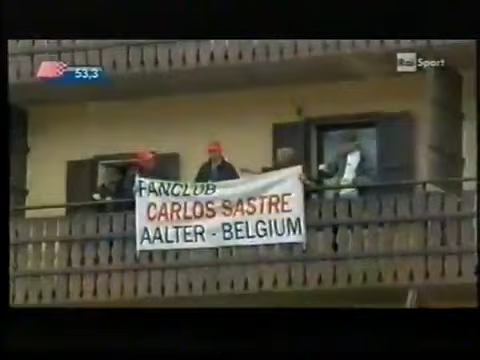 53,3
Rai Sport
FANCLUB
CARLOS SASTRE
AALTER - BELGIUM